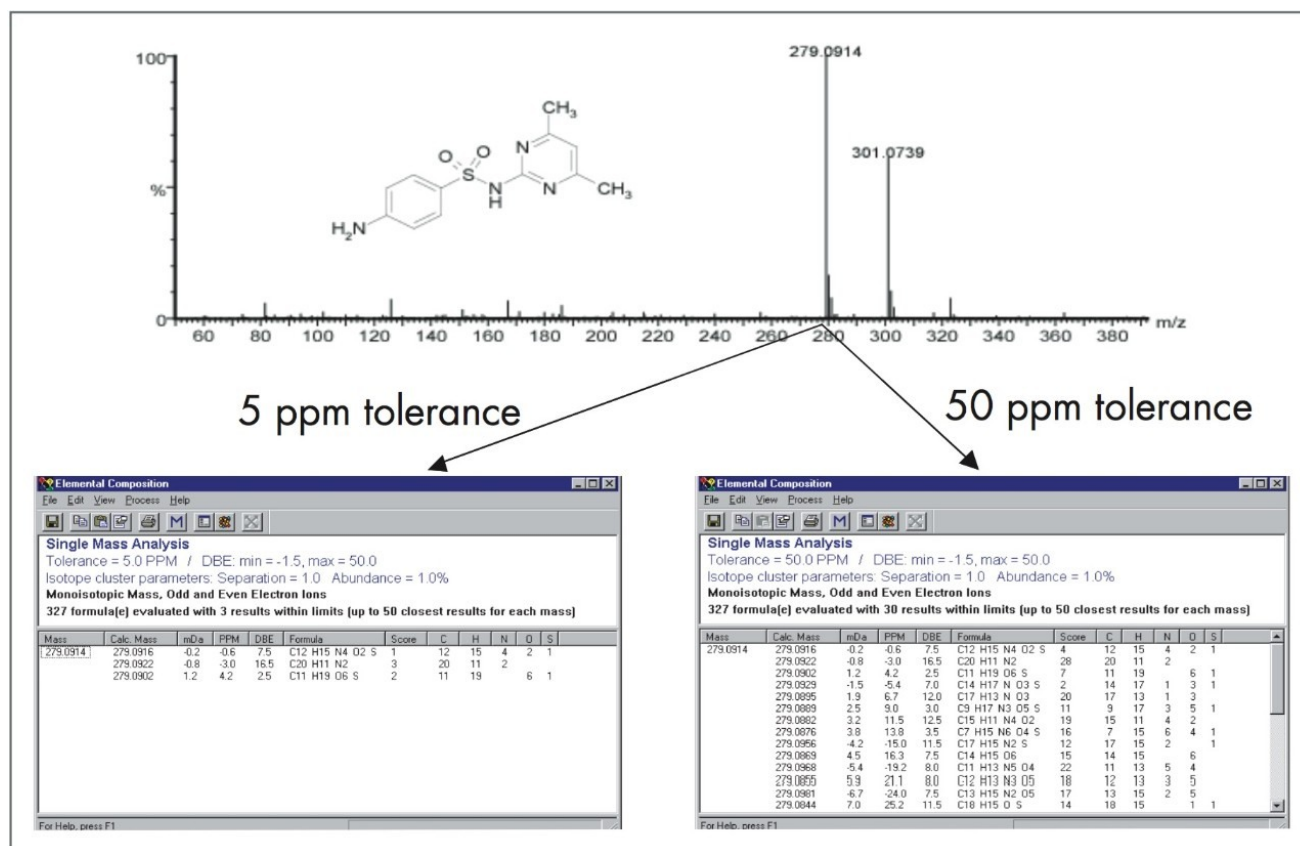 279.0914
100
301.0739
%
0
60 80 100 120 140 160 180 200 220 240 260 280 300 320 340 360 380
m/z
CH3
O O
N
S
N
H
N
CH3
H2N
5 ppm tolerance
50 ppm tolerance
Elemental Composition
File Edit View Process Help
M
Single Mass Analysis
Tolerance = 5.0 PPM / DBE: min = -1.5, max = 50.0
Isotope cluster parameters: Separation = 1.0 Abundance = 1.0%
Monoisotopic Mass, Odd and Even Electron Ions
327 formula(e) evaluated with 3 results within limits (up to 50 closest results for each mass)
Mass Calc. Mass mDa PPM DBE Formula Score C H N O S
279.0914 279.0916 -0.2 -0.6 7.5 C12 H15 N4 O2 S 1 12 15 4 2 1
279.0922 -0.8 -3.0 16.5 C20 H11 N2 3 20 11 2
279.0902 1.2 4.2 2.5 C11 H19 O6 S 2 11 19 6 1
For Help, press F1
Elemental Composition
File Edit View Process Help
M
Single Mass Analysis
Tolerance = 50.0 PPM / DBE: min = -1.5, max = 50.0
Isotope cluster parameters: Separation = 1.0 Abundance = 1.0%
Monoisotopic Mass, Odd and Even Electron Ions
327 formula(e) evaluated with 30 results within limits (up to 50 closest results for each mass)
Mass Calc. Mass mDa PPM DBE Formula Score C H N O S
279.0914 279.0916 -0.2 -0.6 7.5 C12 H15 N4 O2 S 4 12 15 4 2 1
279.0922 -0.8 -3.0 16.5 C20 H11 N2 28 20 11 2
279.0902 1.2 4.2 2.5 C11 H19 O6 S 7 11 19 6 1
279.0929 -1.5 -5.4 7.0 C14 H17 N O3 S 2 14 17 1 3 1
279.0895 1.9 6.7 12.0 C17 H13 N O3 20 17 13 1 3
279.0889 2.5 9.0 3.0 C9 H17 N3 O5 S 11 9 17 3 5 1
279.0882 3.2 11.5 12.5 C15 H11 N4 O2 19 15 11 4 2
279.0876 3.8 13.8 3.5 C7 H15 N6 O4 S 16 7 15 6 4 1
279.0956 -4.2 -15.0 11.5 C17 H15 N2 S 12 17 15 2 1
279.0869 4.5 16.3 7.5 C14 H15 O6 15 14 15 6
279.0968 -5.4 -19.2 8.0 C11 H13 N5 O4 22 11 13 5 4
279.0855 5.9 21.1 8.0 C12 H13 N3 O5 18 12 13 3 5
279.0981 -6.7 -24.0 7.5 C13 H15 N2 O5 17 13 15 2 5
279.0844 7.0 25.2 11.5 C18 H15 O S 14 18 15 1 1
For Help, press F1